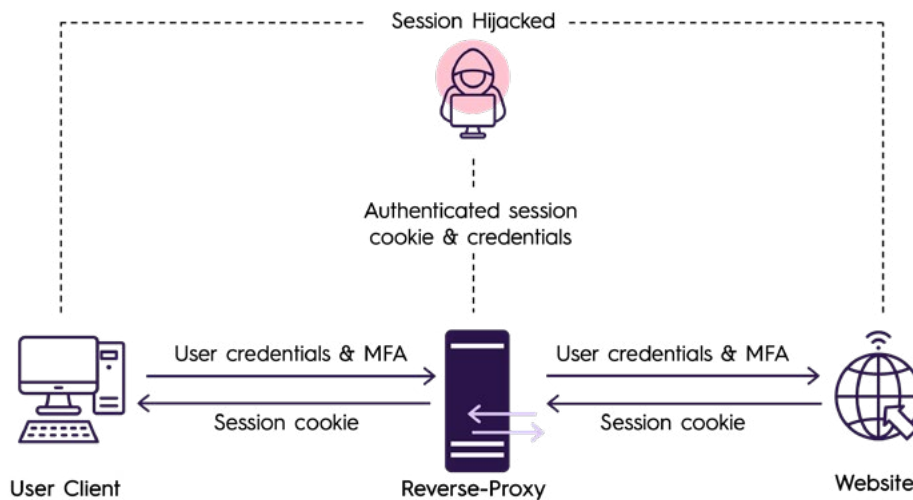 Session Hijacked
Authenticated session
cookie & credentials
User credentials & MFA
User credentials & MFA
Session cookie
Session cookie
User Client
Reverse-Proxy
Website